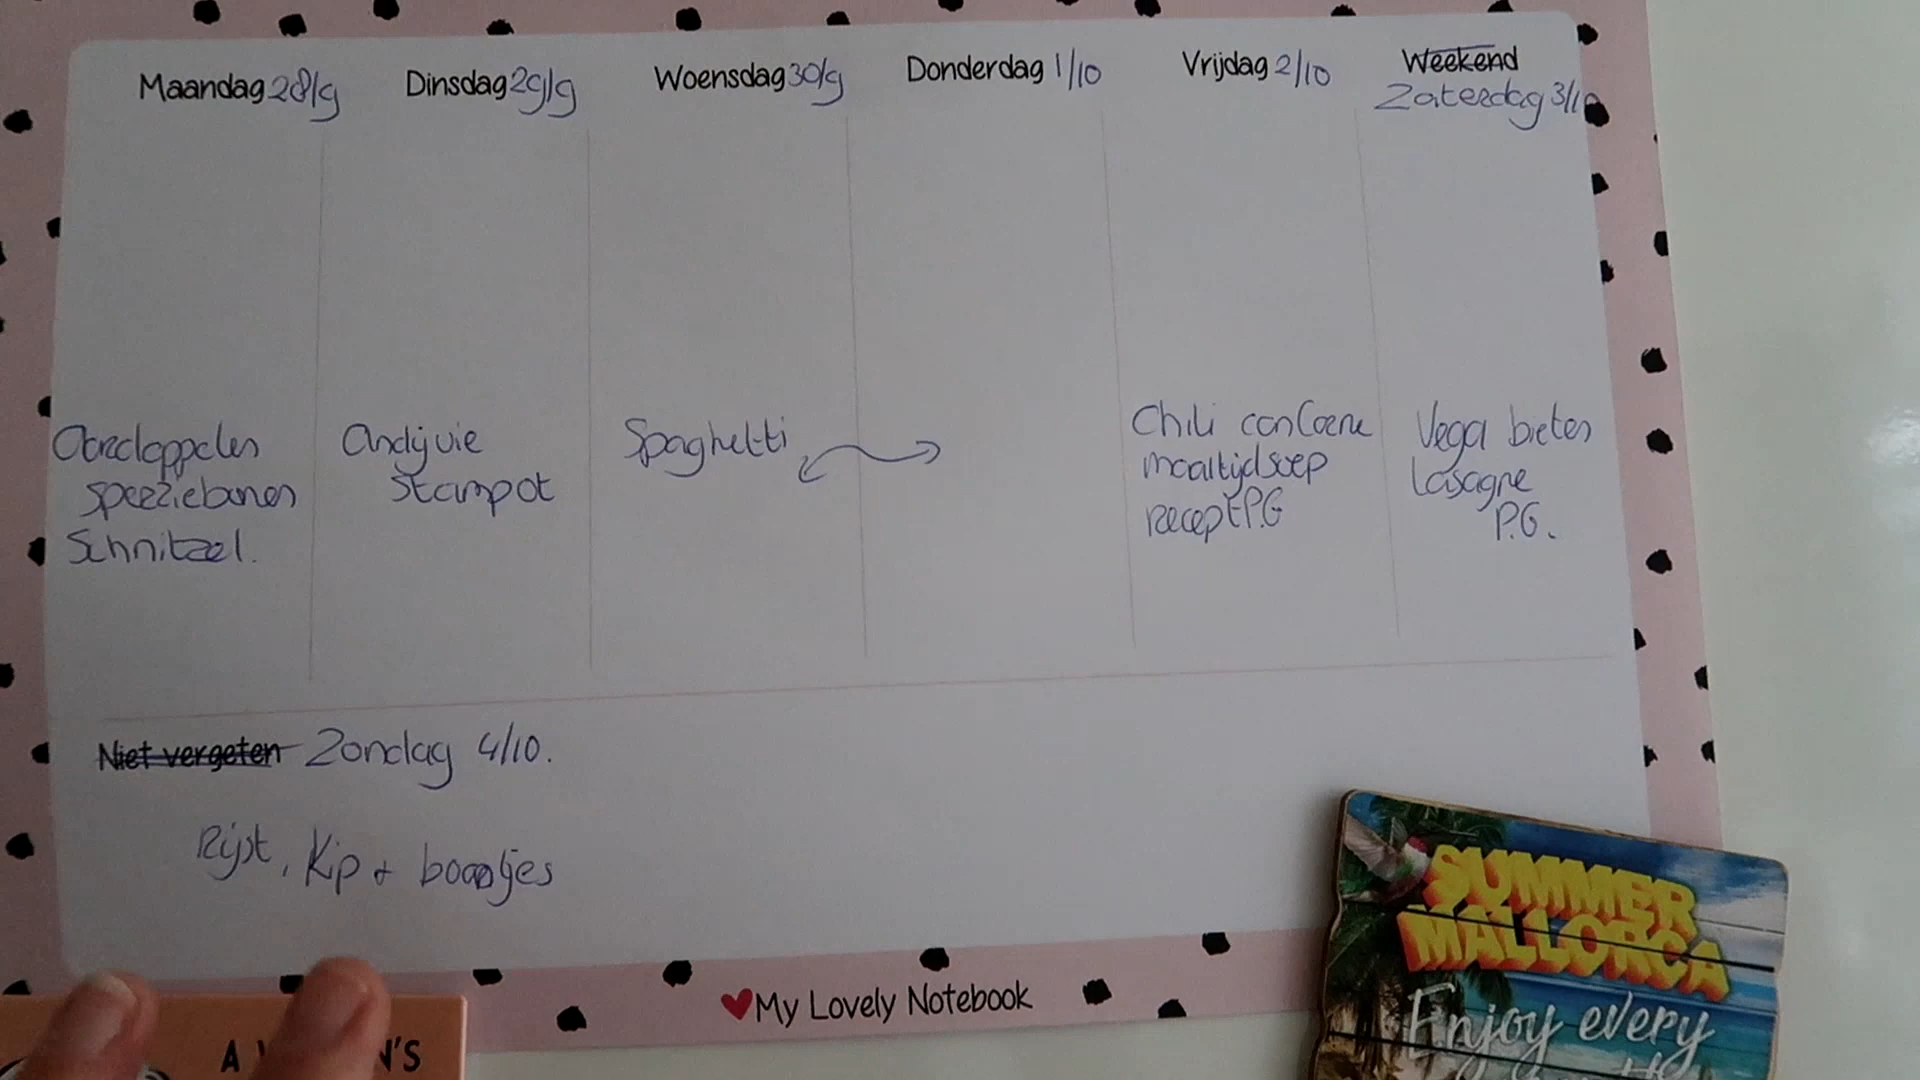 Maandag 28/9
Dinsdag 29/9
Woensdag 30/9
Donderdag 1/10
Vrijdag 2/10
Weekend
Zaterdag 3/10
Aardappelen
sperziebonen
Schnitzel.
Andijvie
stampot
Spaghetti
Chili con Carne
maaltijdsoep
recept P.G
Vega bieten
lasagne
P.G.
Niet vergeten Zondag 4/10.
Rijst, Kip + boontjes
My Lovely Notebook
SUMMER
MALLORCA
Enjoy every
A
N'S